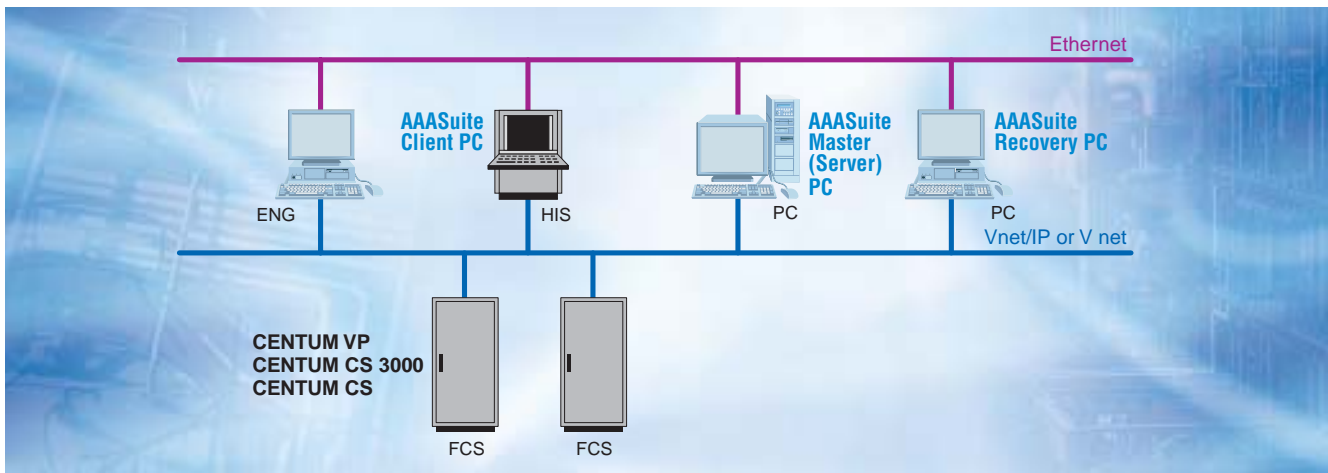 Ethernet
AAASuite
Client PC
AAASuite
Master
(Server)
PC
AAASuite
Recovery PC
ENG
HIS
PC
PC
Vnet/IP or V net
CENTUM VP
CENTUM CS 3000
CENTUM CS
FCS
FCS